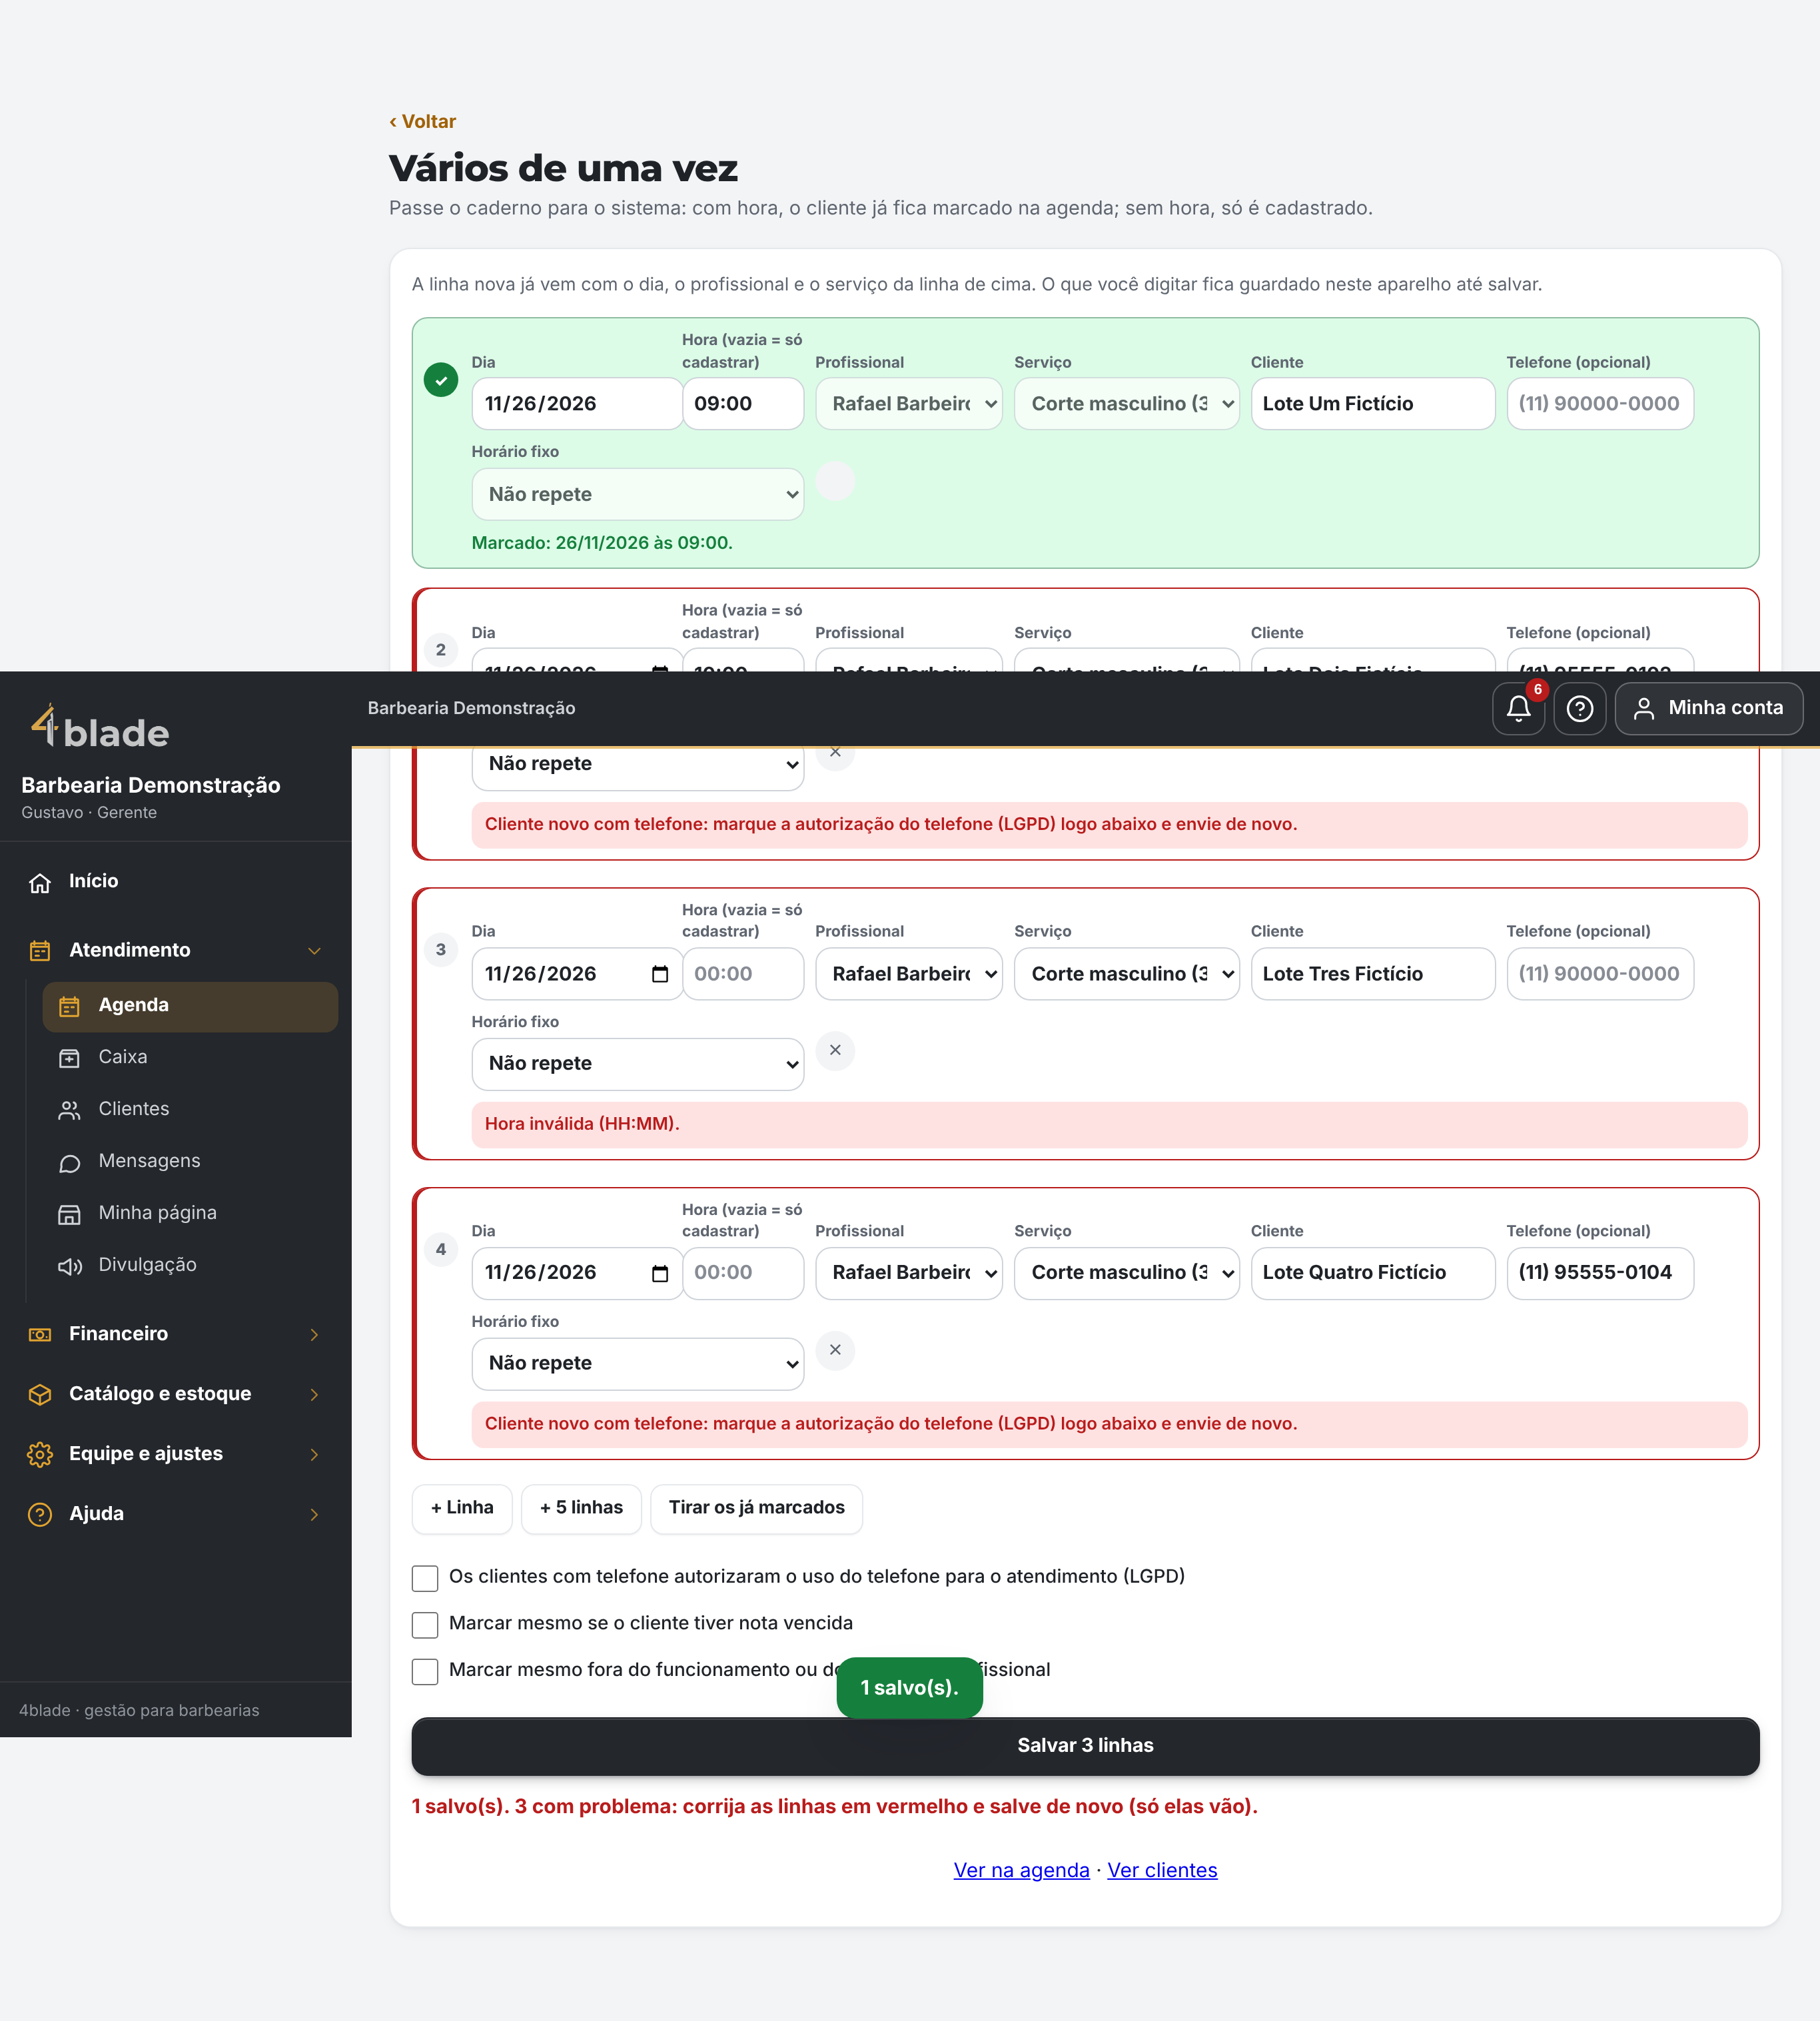 ‹ Voltar
Vários de uma vez
Passe o caderno para o sistema: com hora, o cliente já fica marcado na agenda; sem hora, só é cadastrado.
A linha nova já vem com o dia, o profissional e o serviço da linha de cima. O que você digitar fica guardado neste aparelho até salvar.
Hora (vazia = só
Dia cadastrar) Profissional Serviço Cliente Telefone (opcional)
11/26/2026 09:00 Rafael Barbeirc Corte masculino (3 Lote Um Fictício (11) 90000-0000
Horário fixo
Não repete
Marcado: 26/11/2026 às 09:00.
Hora (vazia = só
2 Dia cadastrar) Profissional Serviço Cliente Telefone (opcional)
4blade
Barbearia Demonstração
6
Minha conta
Barbearia Demonstração
Gustavo · Gerente
Início
Atendimento
Agenda
Caixa
Clientes
Mensagens
Minha página
Divulgação
Financeiro
Catálogo e estoque
Equipe e ajustes
Ajuda
4blade · gestão para barbearias
Não repete ×
Cliente novo com telefone: marque a autorização do telefone (LGPD) logo abaixo e envie de novo.
Hora (vazia = só
3 Dia cadastrar) Profissional Serviço Cliente Telefone (opcional)
11/26/2026 00:00 Rafael Barbeirc Corte masculino (3 Lote Tres Fictício (11) 90000-0000
Horário fixo
Não repete ×
Hora inválida (HH:MM).
Hora (vazia = só
4 Dia cadastrar) Profissional Serviço Cliente Telefone (opcional)
11/26/2026 00:00 Rafael Barbeirc Corte masculino (3 Lote Quatro Fictício (11) 95555-0104
Horário fixo
Não repete ×
Cliente novo com telefone: marque a autorização do telefone (LGPD) logo abaixo e envie de novo.
+ Linha + 5 linhas Tirar os já marcados
Os clientes com telefone autorizaram o uso do telefone para o atendimento (LGPD)
Marcar mesmo se o cliente tiver nota vencida
Marcar mesmo fora do funcionamento ou fissional
1 salvo(s).
Salvar 3 linhas
1 salvo(s). 3 com problema: corrija as linhas em vermelho e salve de novo (só elas vão).
Ver na agenda · Ver clientes